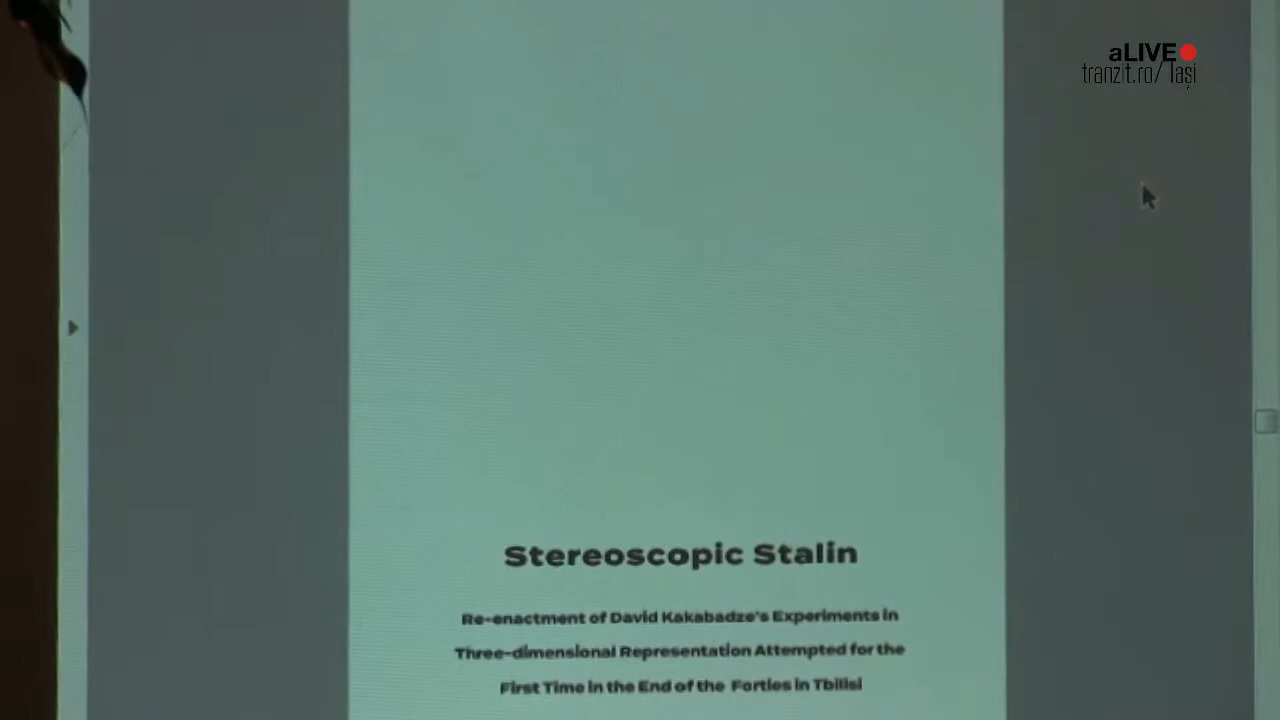 aLIVE
tranzit.ro/ Iași
Stereoscopic Stalin
Re-enactment of David Kakabadze's Experiments in
Three-dimensional Representation Attempted for the
First Time in the End of the Forties in Tbilisi